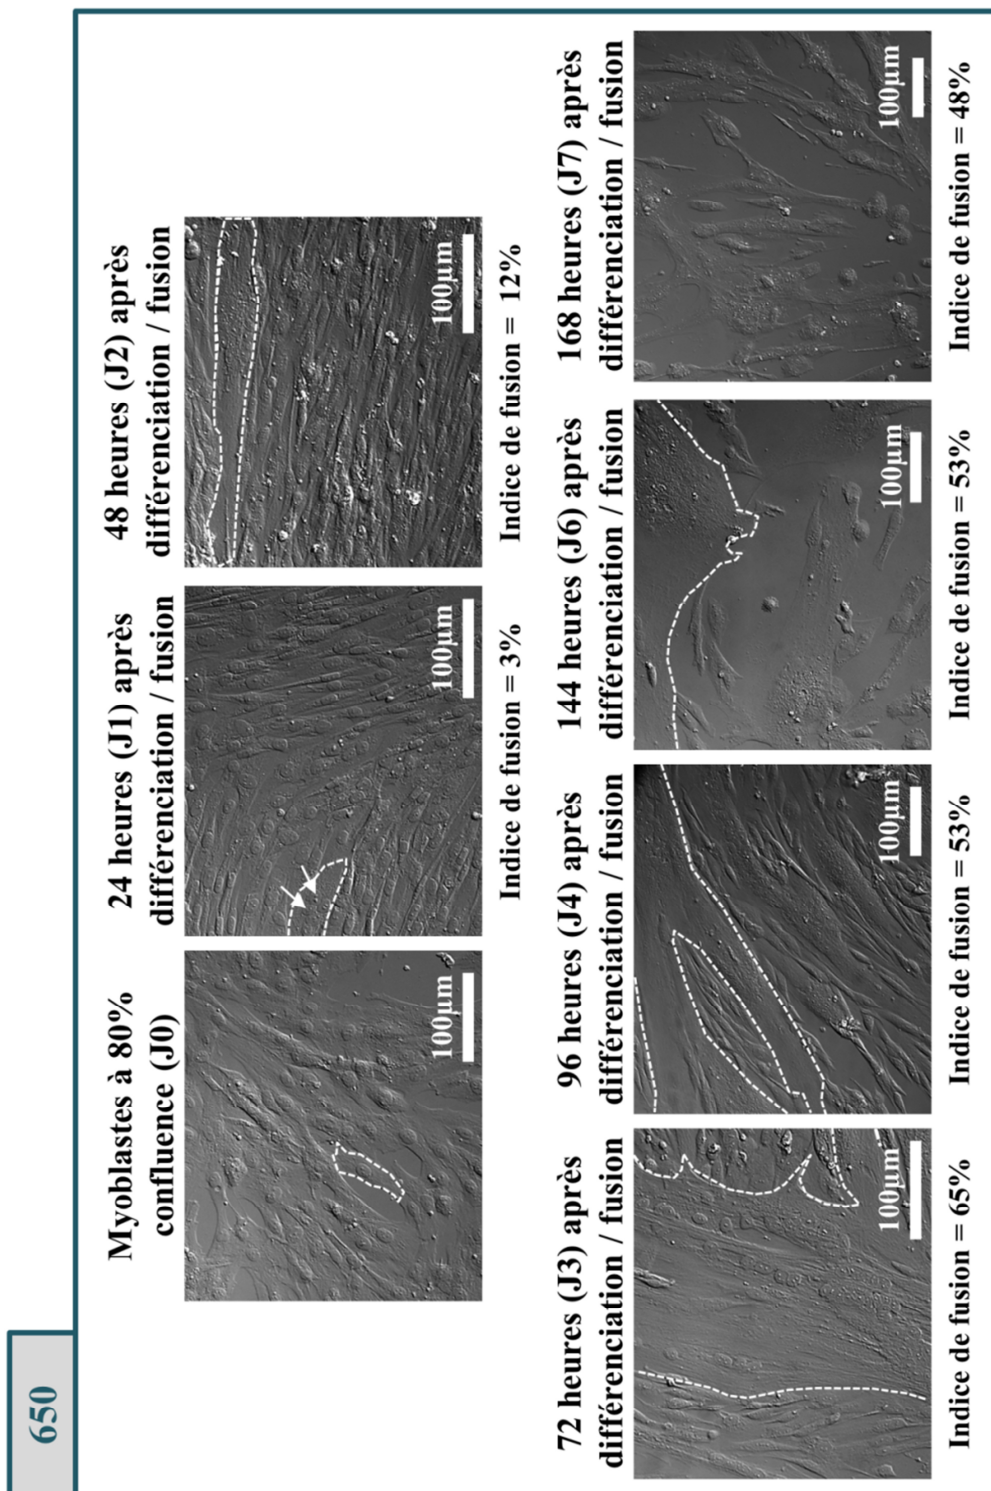 650
Myoblastes à 80%
confluence (J0)
100µm
24 heures (J1) après
différenciation / fusion
100µm
Indice de fusion = 3%
48 heures (J2) après
différenciation / fusion
100µm
Indice de fusion = 12%
72 heures (J3) après
différenciation / fusion
100µm
Indice de fusion = 65%
96 heures (J4) après
différenciation / fusion
100µm
Indice de fusion = 53%
144 heures (J6) après
différenciation / fusion
100µm
Indice de fusion = 53%
168 heures (J7) après
différenciation / fusion
100µm
Indice de fusion = 48%